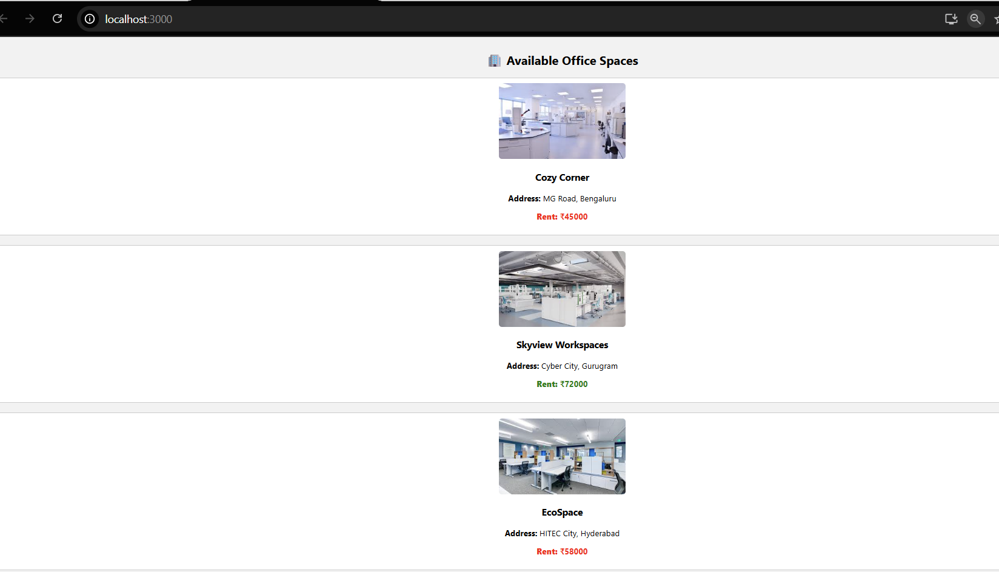 localhost:3000
🏢 Available Office Spaces
Cozy Corner
Address: MG Road, Bengaluru
Rent: ₹45000
Skyview Workspaces
Address: Cyber City, Gurugram
Rent: ₹72000
EcoSpace
Address: HITEC City, Hyderabad
Rent: ₹58000